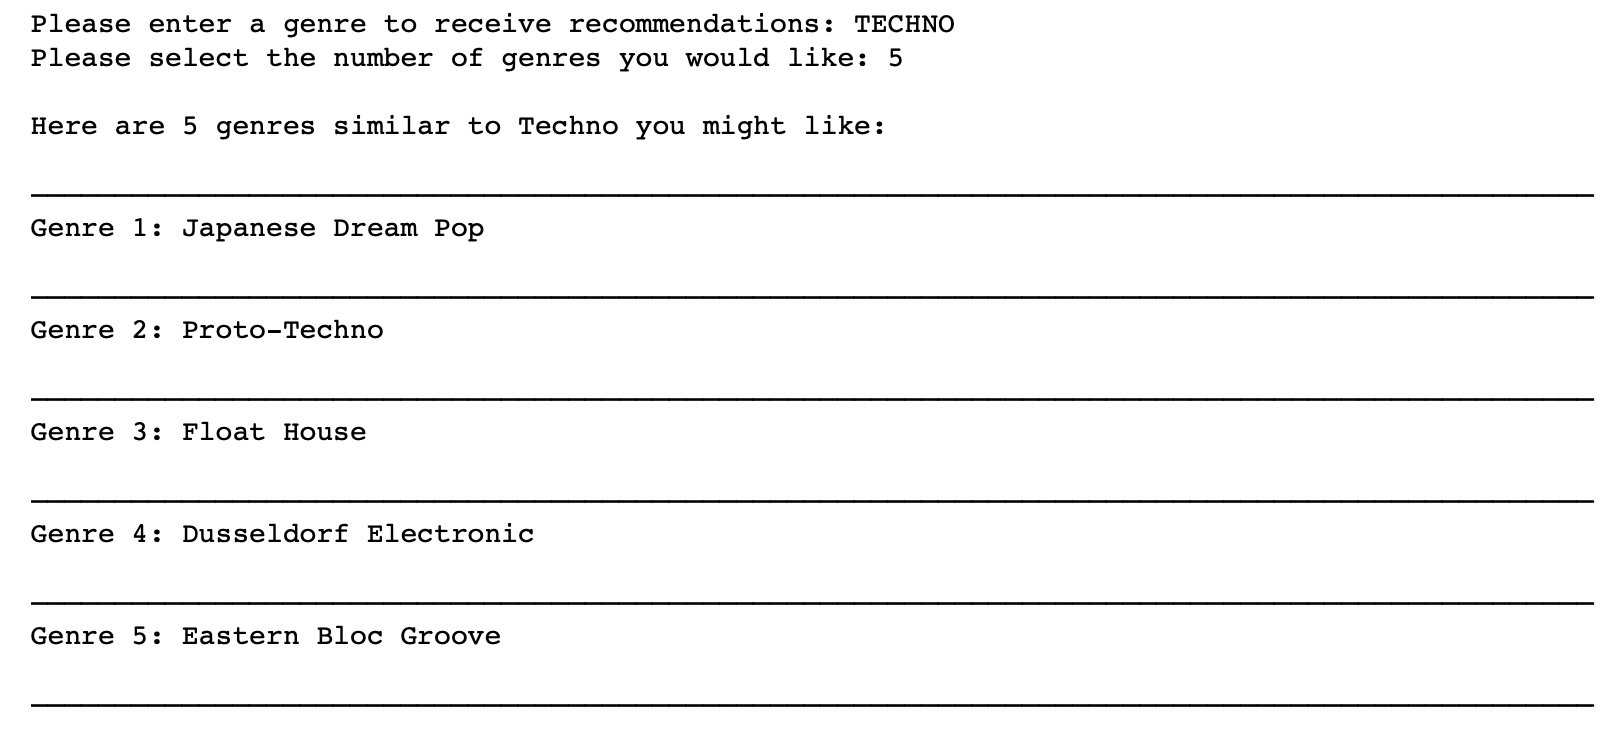 Please enter a genre to receive recommendations: TECHNO
Please select the number of genres you would like: 5
Here are 5 genres similar to Techno you might like:
Genre 1: Japanese Dream Pop
Genre 2: Proto-Techno
Genre 3: Float House
Genre 4: Dusseldorf Electronic
Genre 5: Eastern Bloc Groove